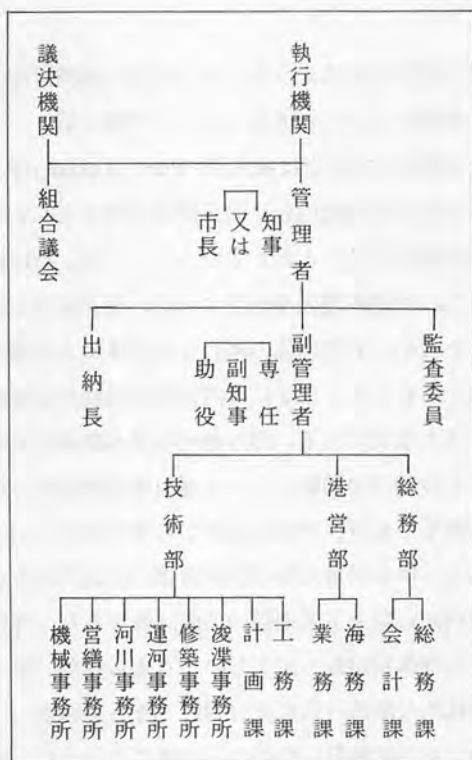 執行機関
管理者
知事
又は
市長
議決機関
組合議会
監査委員
副管理者
専任
副知事
助役
出納長
総務部
港営部
技術部
総務課
会計課
海務課
業務課
工務課
計画課
浚渫事務所
修築事務所
運河事務所
河川事務所
営繕事務所
機械事務所